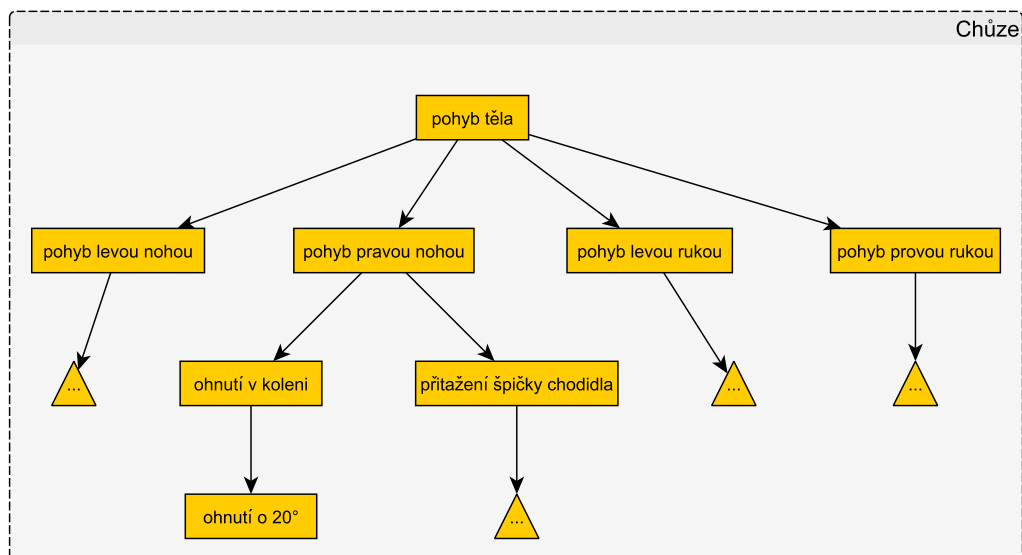 Chůze
pohyb těla
pohyb levou nohou
pohyb pravou nohou
pohyb levou rukou
pohyb provou rukou
...
ohnutí v koleni
přitažení špičky chodidla
...
...
ohnutí o 20°
...